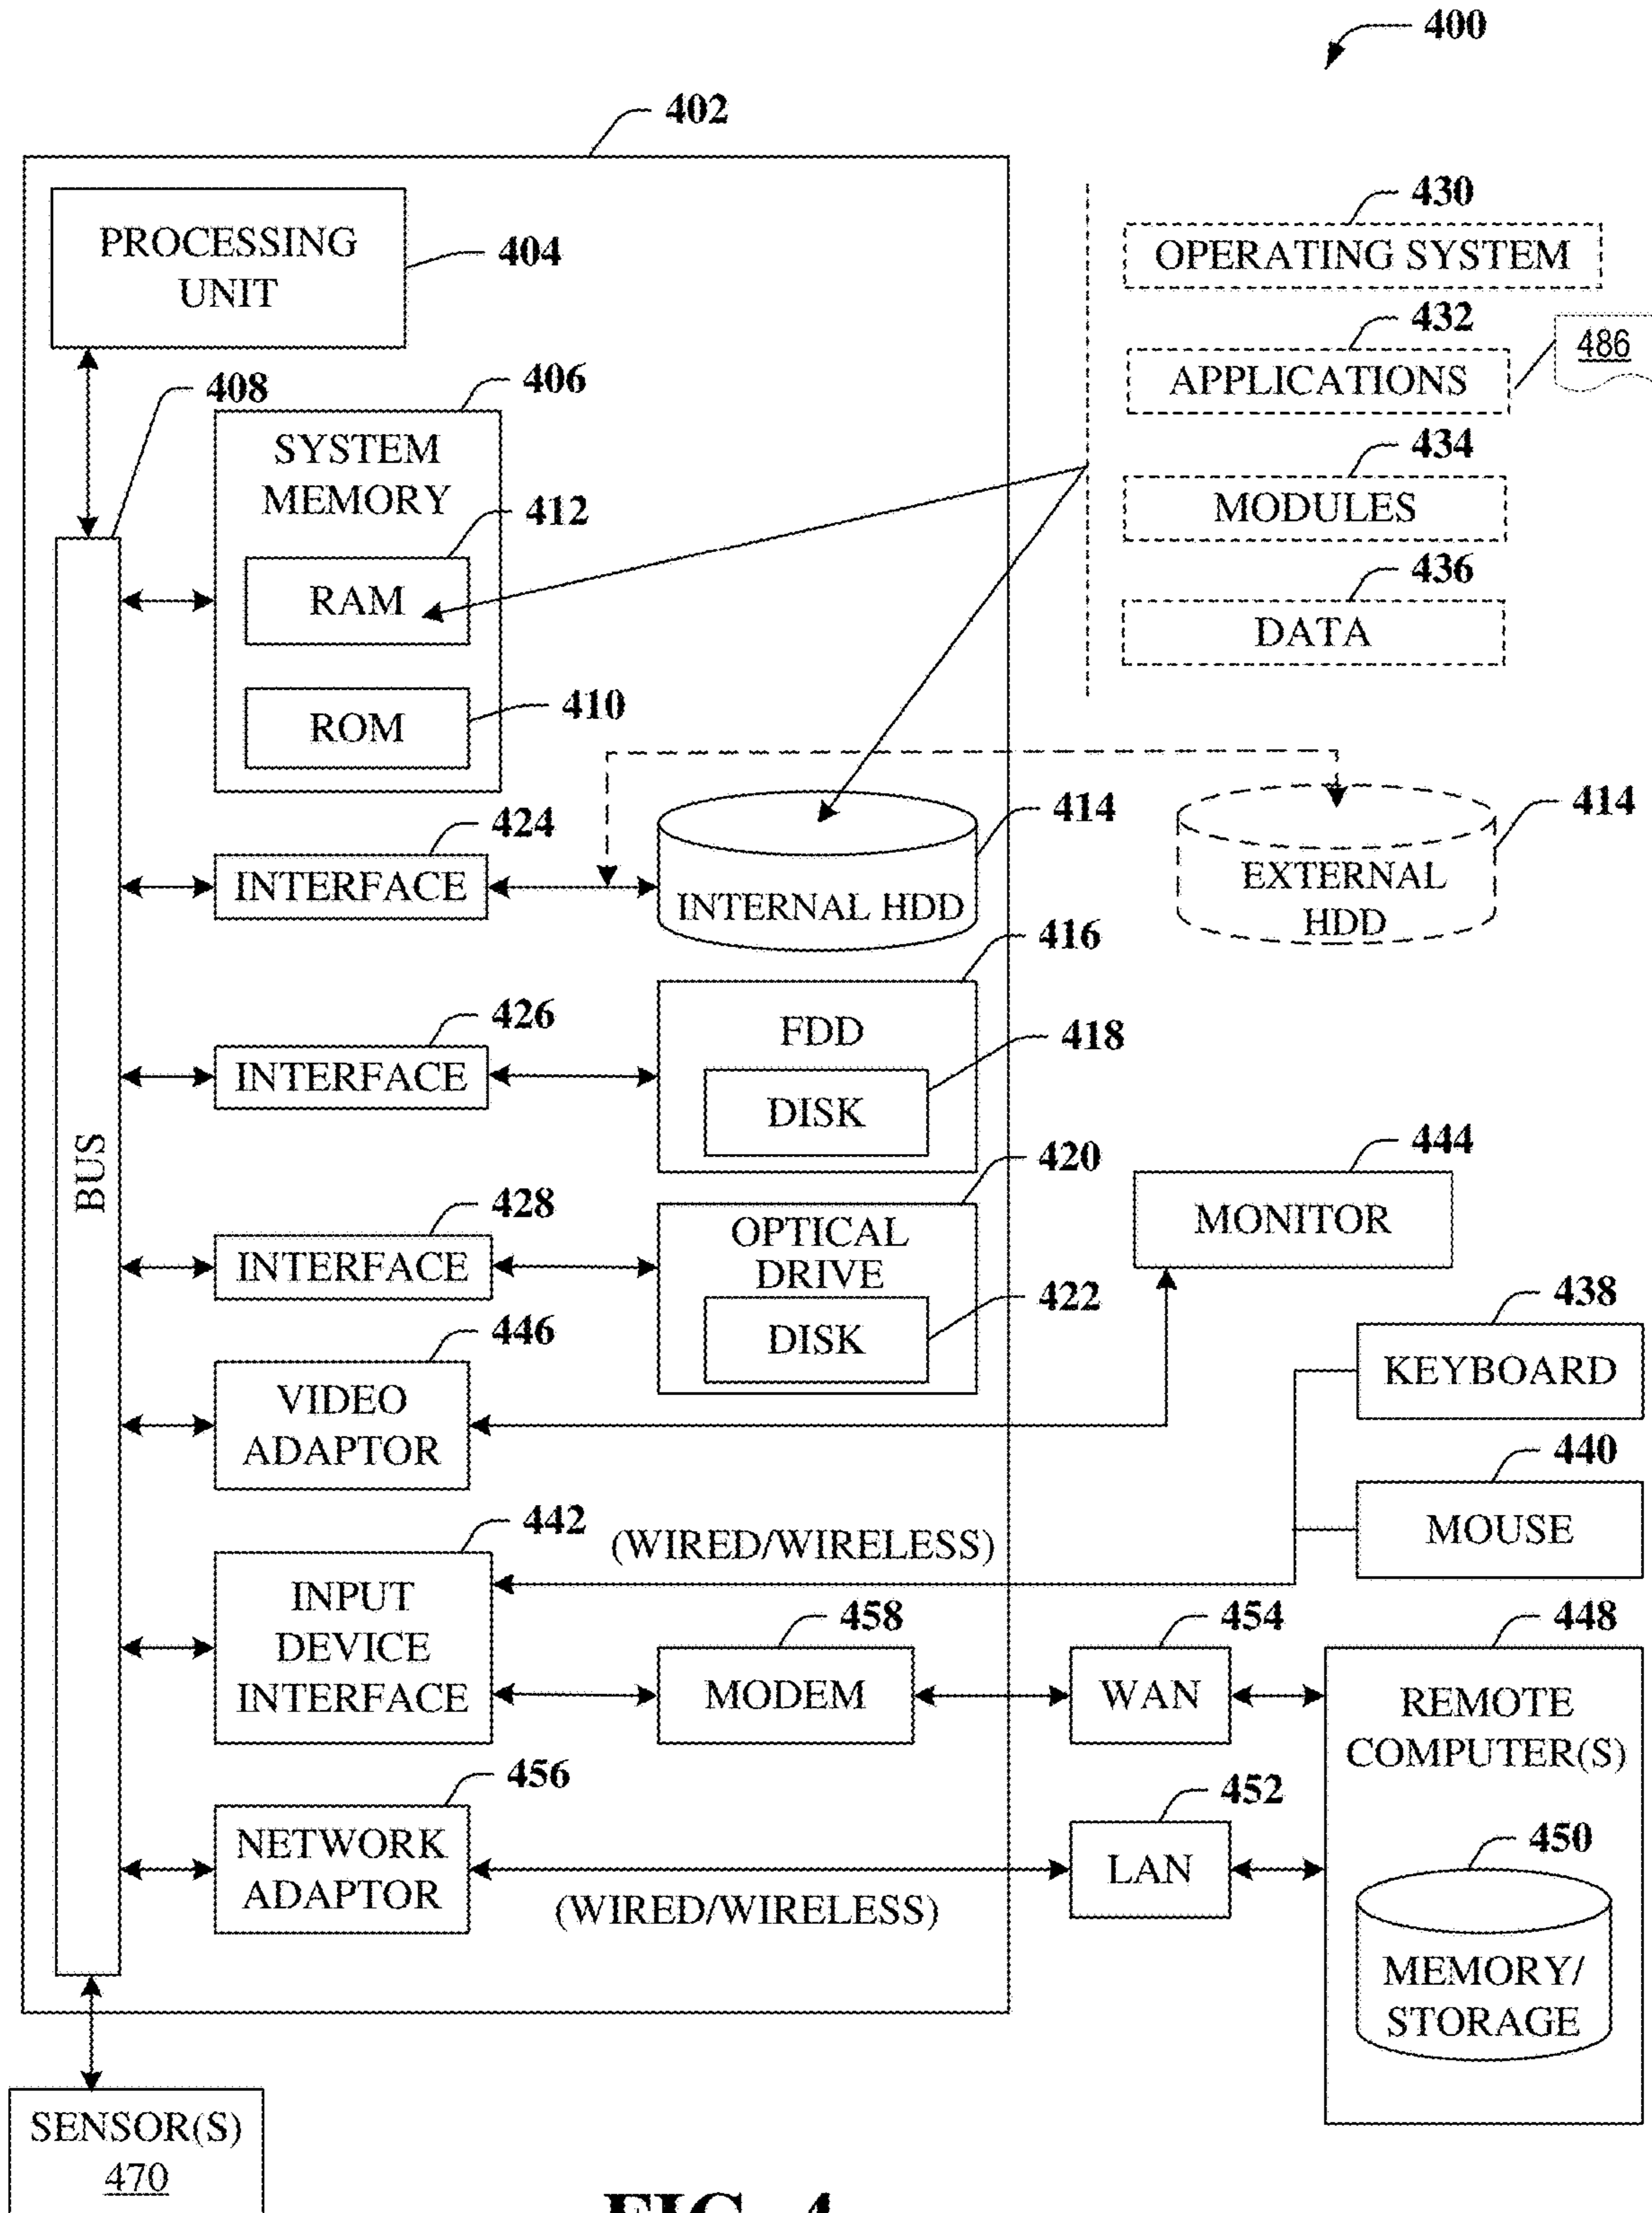 400
402
PROCESSING
UNIT
404
430
OPERATING SYSTEM
432
APPLICATIONS
486
434
MODULES
436
DATA
408
406
SYSTEM
MEMORY
412
RAM
410
ROM
424
INTERFACE
414
INTERNAL HDD
414
EXTERNAL
HDD
416
FDD
418
DISK
426
INTERFACE
BUS
420
OPTICAL
DRIVE
422
DISK
428
INTERFACE
444
MONITOR
446
VIDEO
ADAPTOR
438
KEYBOARD
440
MOUSE
442
(WIRED/WIRELESS)
INPUT
DEVICE
INTERFACE
458
MODEM
454
WAN
448
REMOTE
COMPUTER(S)
456
NETWORK
ADAPTOR
(WIRED/WIRELESS)
452
LAN
450
MEMORY/
STORAGE
SENSOR(S)
470
FIG. 4